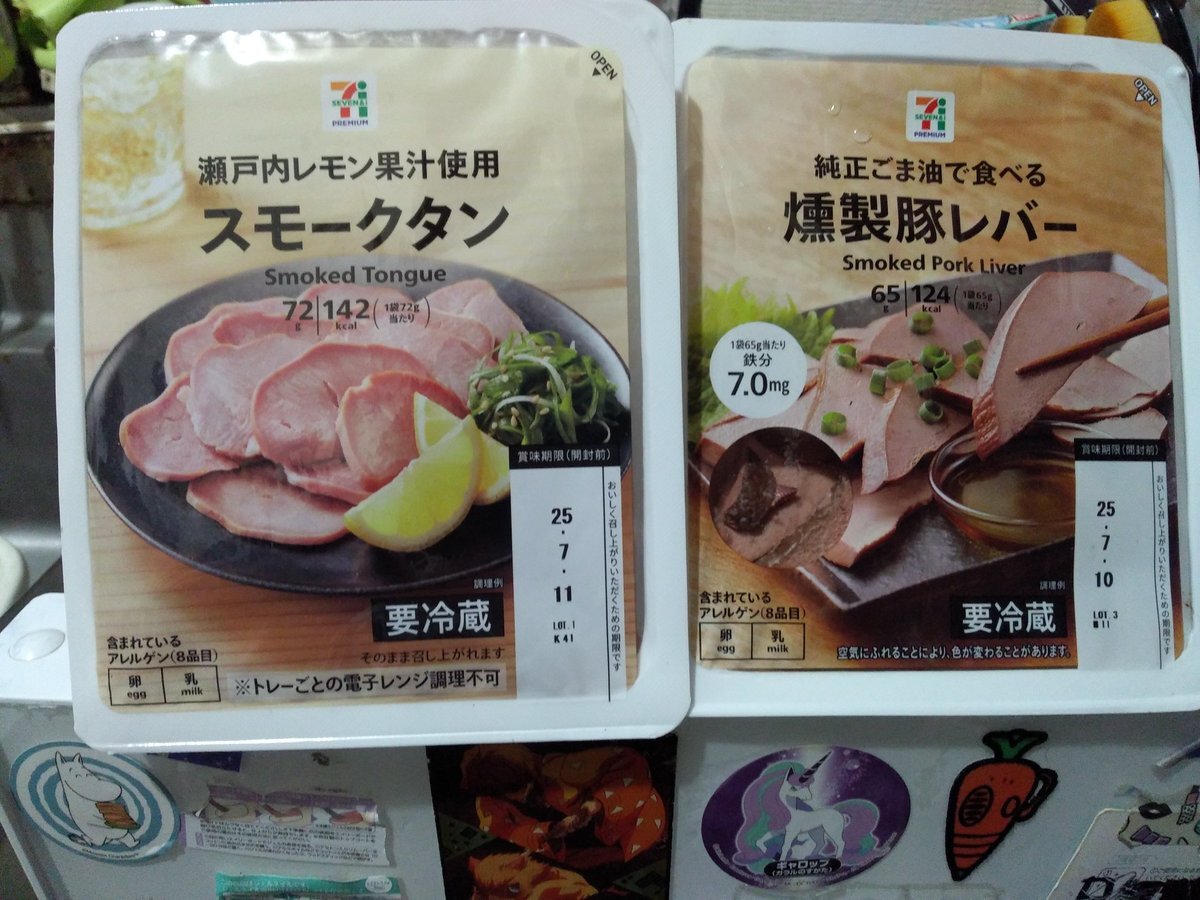 OPEN
SEVEN&i
PREMIUM
瀬戸内レモン果汁使用
スモークタン
Smoked Tongue
72g 142kcal (1袋72g当たり)
賞味期限(開封前)
25・7・11
LOT.1
K41
おいしく召し上がりいただくための期限です
調理例
要冷蔵
含まれている
アレルゲン(8品目)
卵 egg 乳 milk
そのまま召し上がれます
※トレーごとの電子レンジ調理不可
OPEN
SEVEN&i
PREMIUM
純正ごま油で食べる
燻製豚レバー
Smoked Pork Liver
65g 124kcal (1袋65g当たり)
1袋65g当たり
鉄分
7.0mg
賞味期限(開封前)
25・7・10
LOT.3
おいしく召し上がりいただくための期限です
調理例
要冷蔵
含まれている
アレルゲン(8品目)
卵 egg 乳 milk
空気にふれることにより、色が変わることがあります。
ギャロップ
(ガラルのすがた)